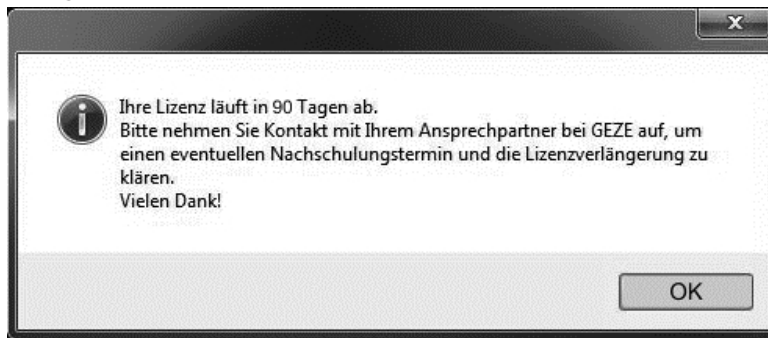 Ihre Lizenz läuft in 90 Tagen ab.
Bitte nehmen Sie Kontakt mit Ihrem Ansprechpartner bei GEZE auf, um
einen eventuellen Nachschulungstermin und die Lizenzverlängerung zu
klären.
Vielen Dank!
OK